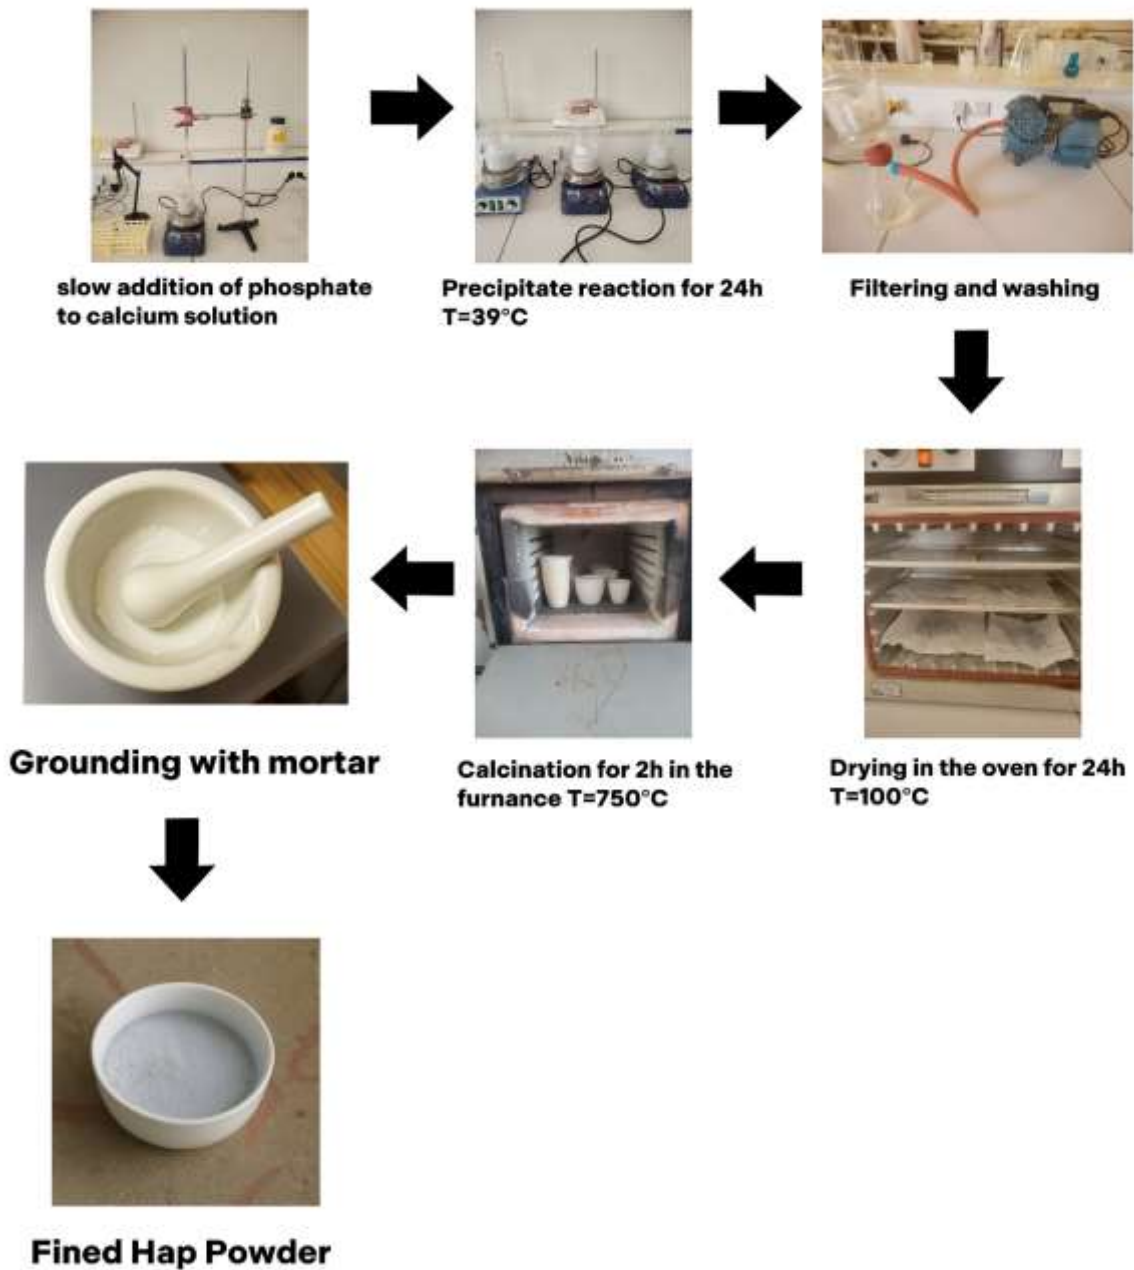 slow addition of phosphate
to calcium solution
Precipitate reaction for 24h
T=39°C
Filtering and washing
Drying in the oven for 24h
T=100°C
Calcination for 2h in the
furnance T=750°C
Grounding with mortar
Fined Hap Powder